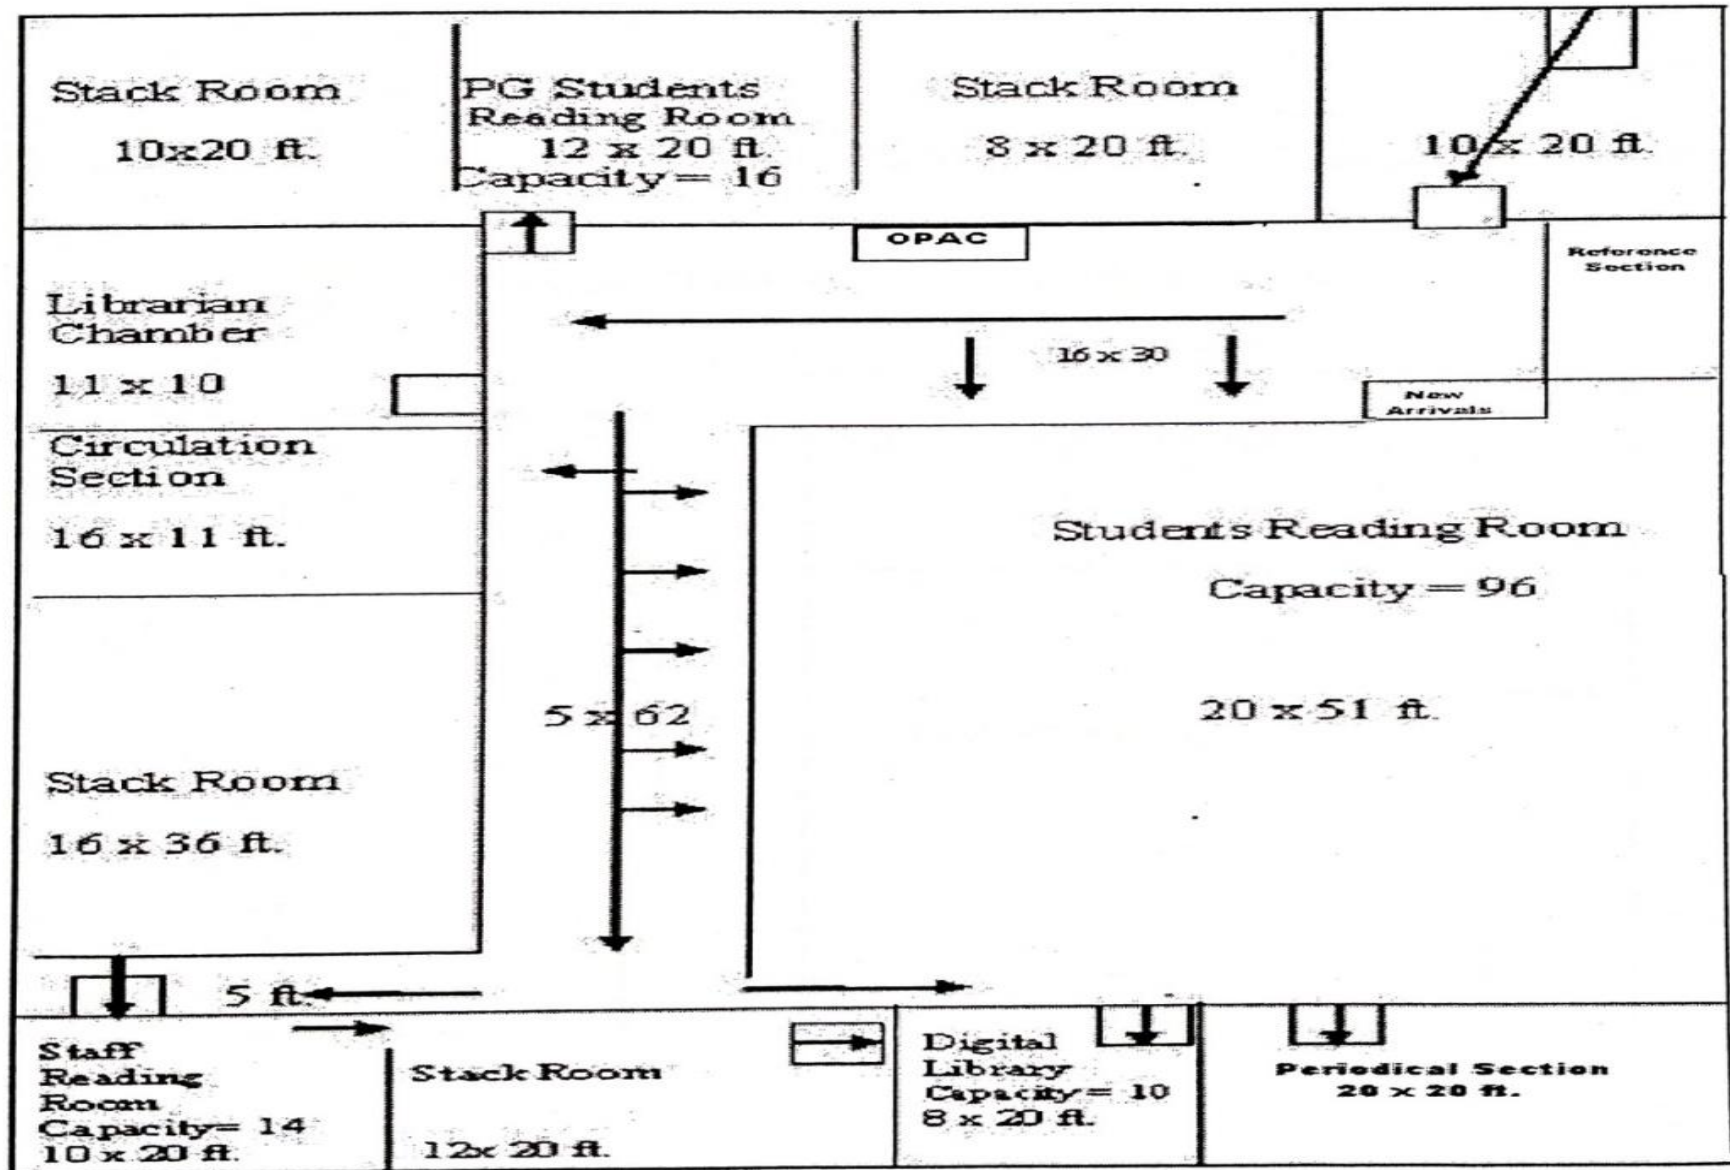 Stack Room
10x20 ft.
PG Students
Reading Room
12 x 20 ft.
Capacity = 16
Stack Room
8 x 20 ft.
10 x 20 ft.
OPAC
Reference
Section
Librarian
Chamber
11 x 10
16 x 30
New
Arrivals
Circulation
Section
16 x 11 ft.
Students Reading Room
Capacity = 96
20 x 51 ft.
5 x 62
Stack Room
16 x 36 ft.
5 ft.
Staff
Reading
Room
Capacity= 14
10 x 20 ft.
Stack Room
12x 20 ft.
Digital
Library
Capacity= 10
8 x 20 ft.
Periodical Section
20 x 20 ft.